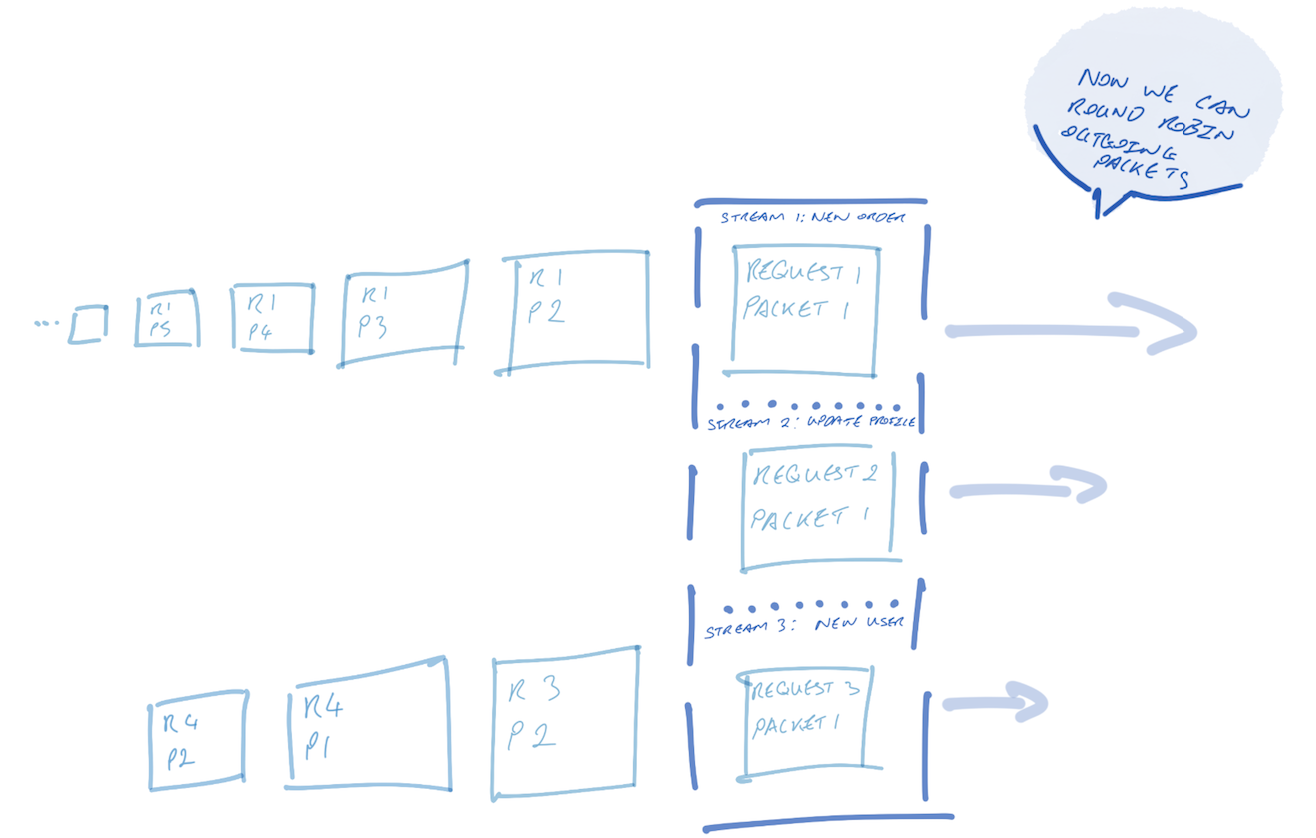 NOW WE CAN
ROUND ROBIN
OUTGOING
PACKETS
STREAM 1: NEW ORDER
REQUEST 1
PACKET 1
R1
P2
R1
P3
R1
P4
R1
P5
...
STREAM 2: UPDATE PROFILE
REQUEST 2
PACKET 1
STREAM 3: NEW USER
REQUEST 3
PACKET 1
R3
P2
R4
P1
R4
P2